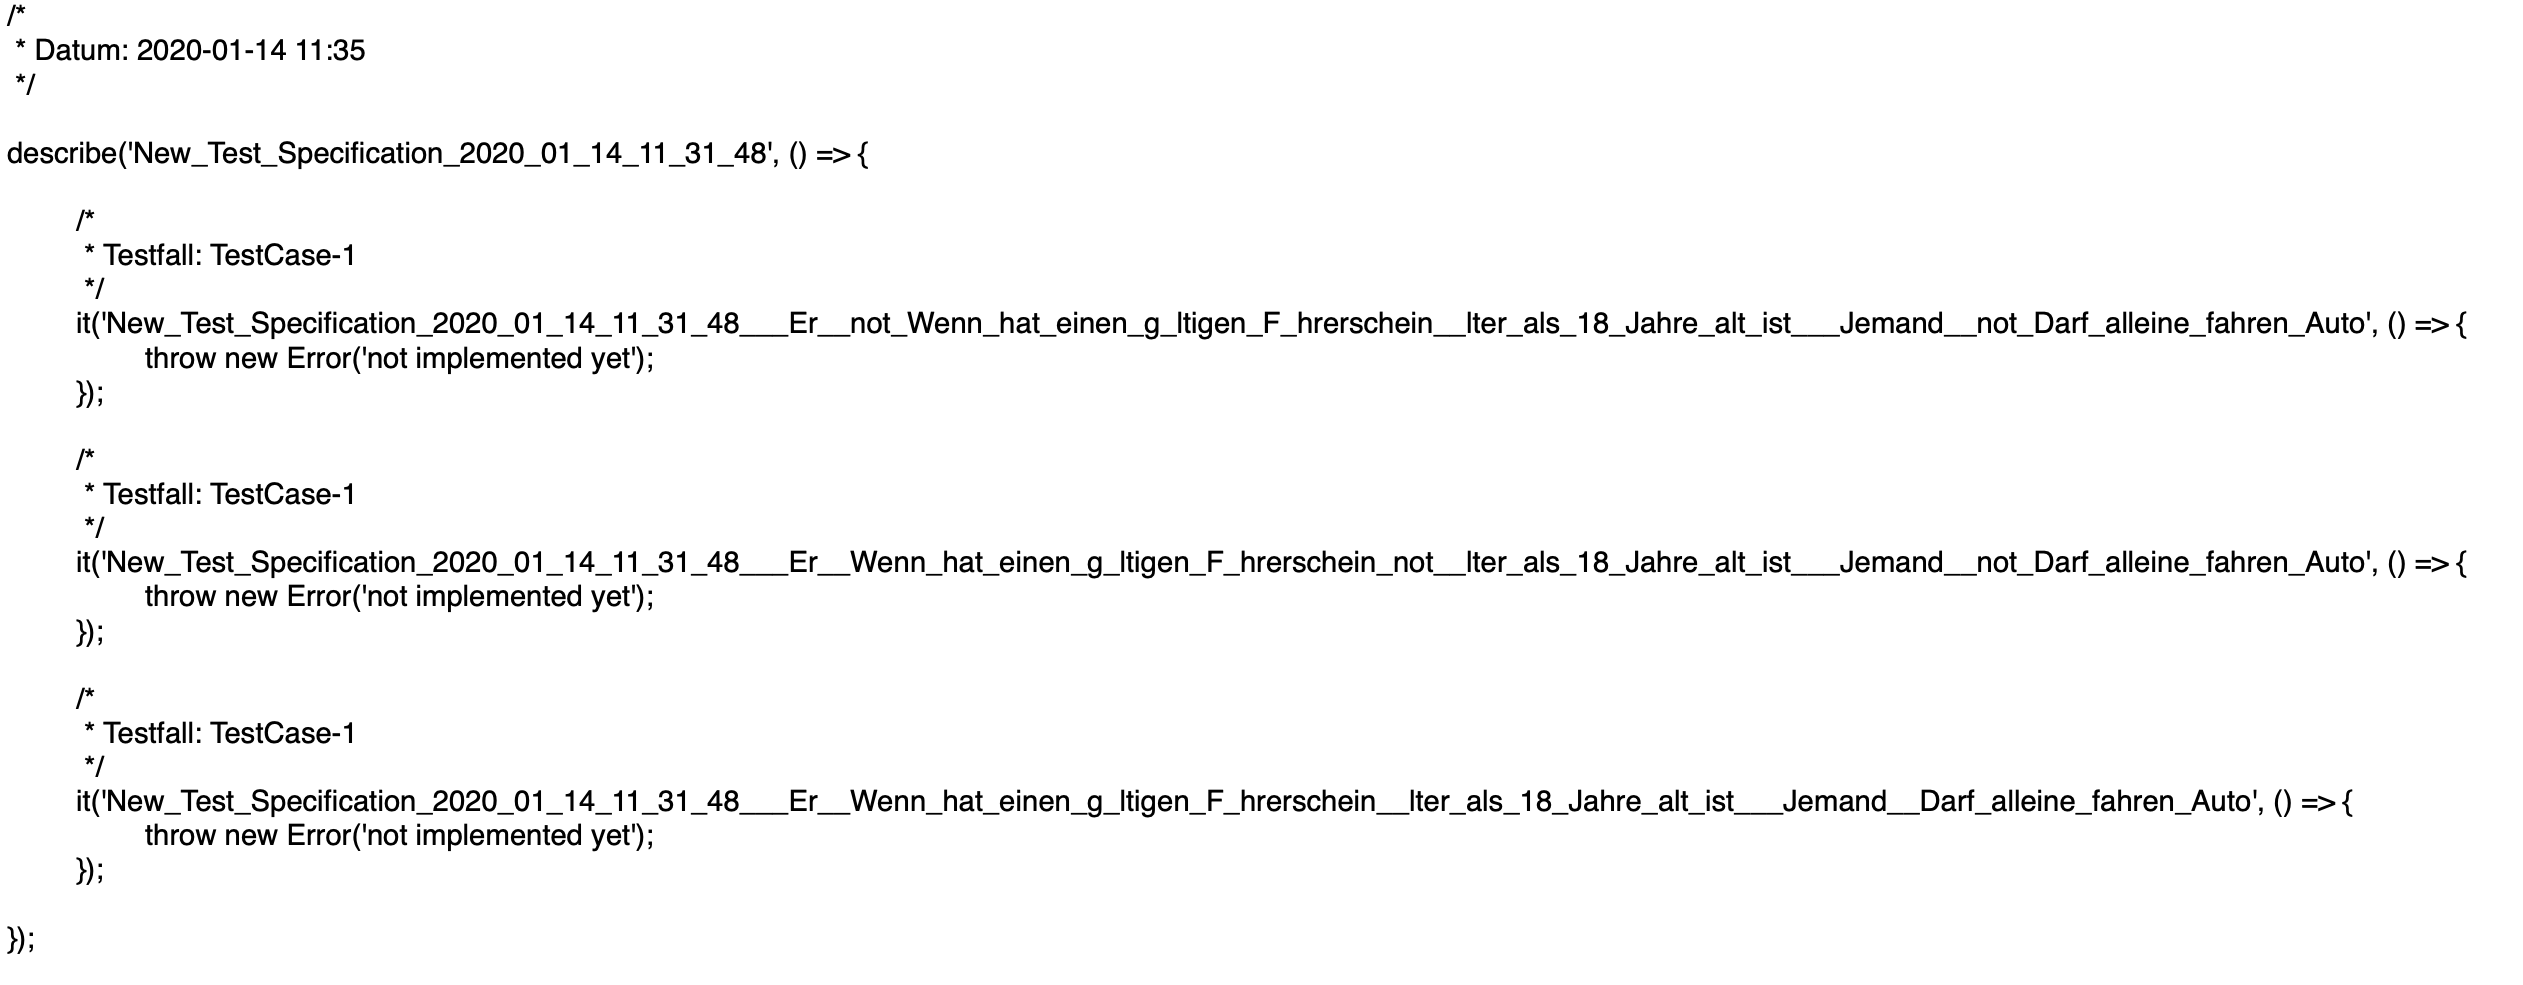 /*
 * Datum: 2020-01-14 11:35
 */
describe('New_Test_Specification_2020_01_14_11_31_48', () => {
/*
 * Testfall: TestCase-1
 */
it('New_Test_Specification_2020_01_14_11_31_48___Er__not_Wenn_hat_einen_g_ltigen_F_hrerschein__lter_als_18_Jahre_alt_ist___Jemand__not_Darf_alleine_fahren_Auto', () => {
throw new Error('not implemented yet');
});
/*
 * Testfall: TestCase-1
 */
it('New_Test_Specification_2020_01_14_11_31_48___Er__Wenn_hat_einen_g_ltigen_F_hrerschein_not__lter_als_18_Jahre_alt_ist___Jemand__not_Darf_alleine_fahren_Auto', () => {
throw new Error('not implemented yet');
});
/*
 * Testfall: TestCase-1
 */
it('New_Test_Specification_2020_01_14_11_31_48___Er__Wenn_hat_einen_g_ltigen_F_hrerschein__lter_als_18_Jahre_alt_ist___Jemand__Darf_alleine_fahren_Auto', () => {
throw new Error('not implemented yet');
});
});